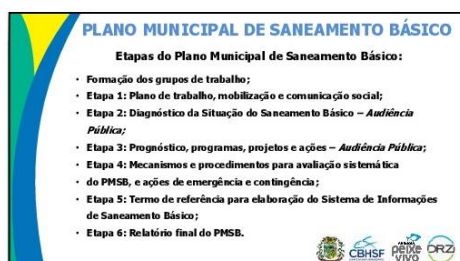 PLANO MUNICIPAL DE SANEAMENTO BÁSICO
Etapas do Plano Municipal de Saneamento Básico:
• Formação dos grupos de trabalho;
• Etapa 1: Plano de trabalho, mobilização e comunicação social;
• Etapa 2: Diagnóstico da Situação do Saneamento Básico – Audiência
Pública;
• Etapa 3: Prognóstico, programas, projetos e ações – Audiência Pública;
• Etapa 4: Mecanismos e procedimentos para avaliação sistemática
• do PMSB, e ações de emergência e contingência;
• Etapa 5: Termo de referência para elaboração do Sistema de Informações
de Saneamento Básico;
• Etapa 6: Relatório final do PMSB.
CBHSF
peixe
vivo
DRZ